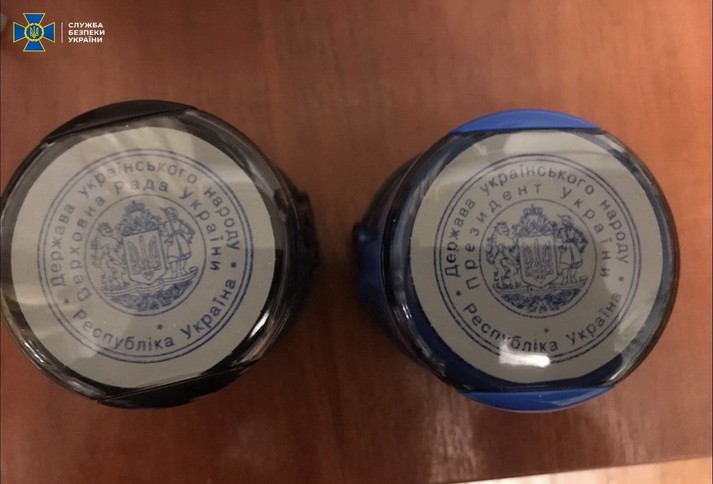 СЛУЖБА
БЕЗПЕКИ
УКРАЇНИ
* Держава українського народу *
Верховна Рада України
Республіка Україна
* Держава українського народу *
Президент України
Республіка Україна